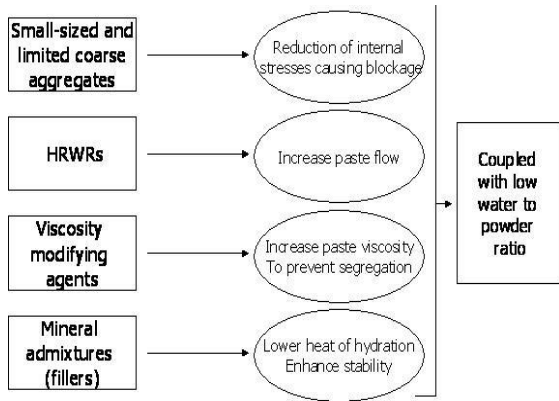 Small-sized and
limited coarse
aggregates
Reduction of internal
stresses causing blockage
HRWRs
Increase paste flow
Coupled
with low
water to
powder
ratio
Viscosity
modifying
agents
Increase paste viscosity
To prevent segregation
Mineral
admixtures
(fillers)
Lower heat of hydration
Enhance stability